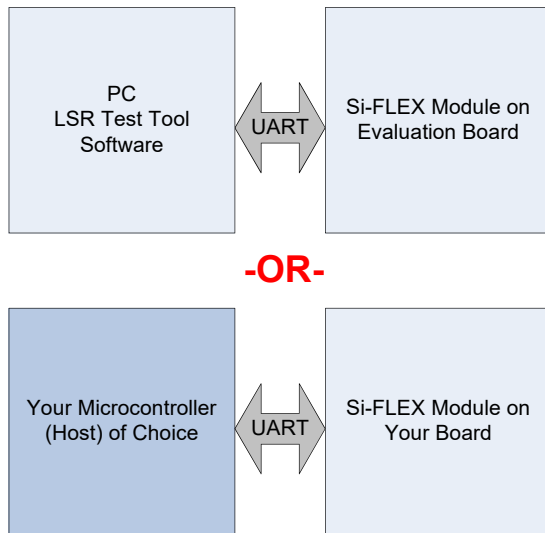 PC
LSR Test Tool
Software
UART
Si-FLEX Module on
Evaluation Board
-OR-
Your Microcontroller
(Host) of Choice
UART
Si-FLEX Module on
Your Board